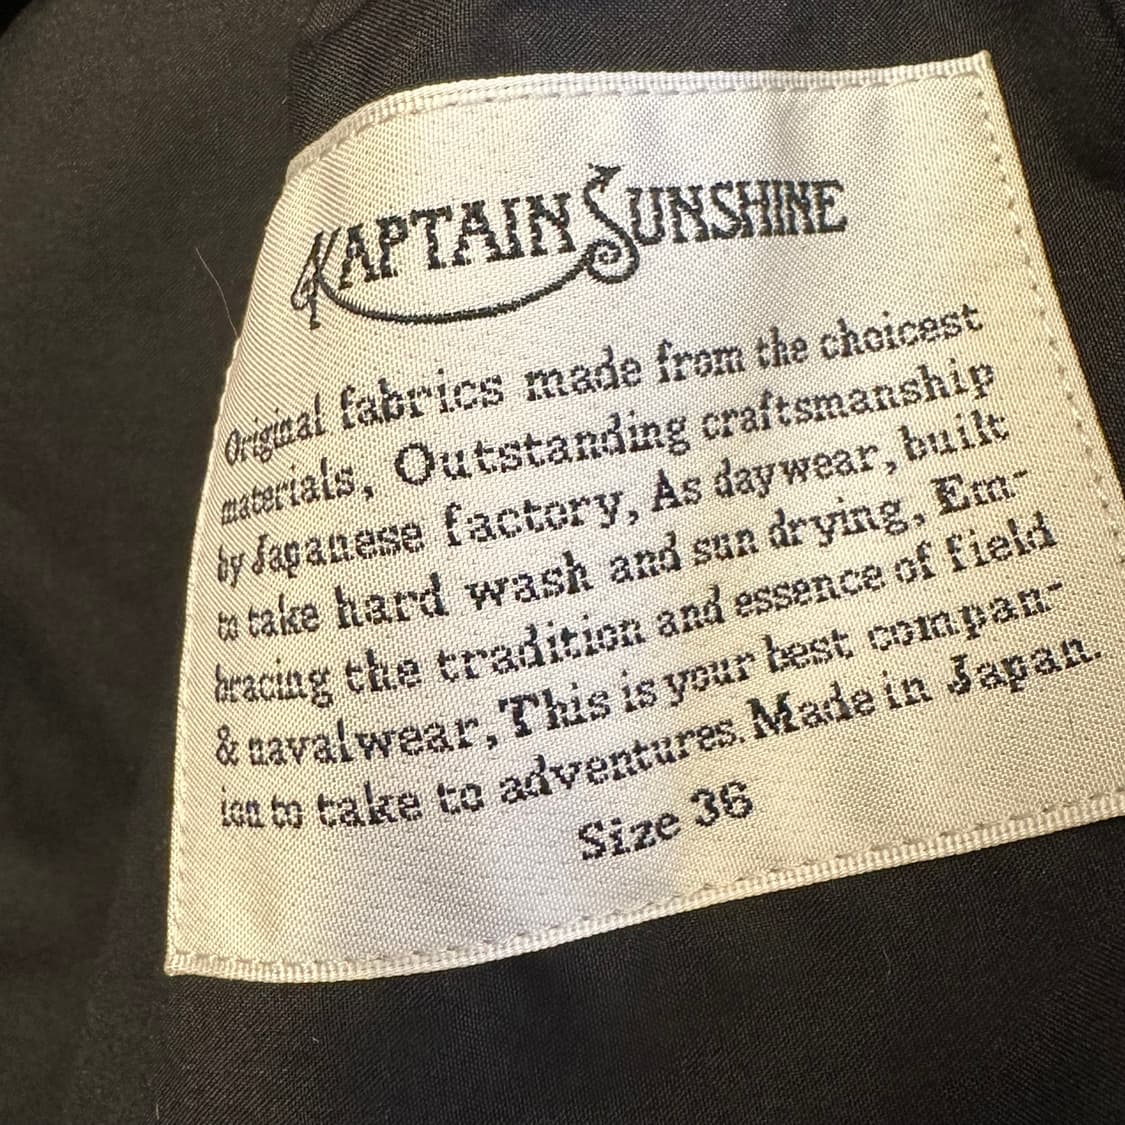 KAPTAIN SUNSHINE
Original fabrics made from the choicest
materials, Outstanding craftsmanship
by Japanese factory, As daywear, built
to take hard wash and sun drying, Em-
bracing the tradition and essence of field
& navalwear, This is your best compan-
ion to take to adventures. Made in Japan.
Size 36